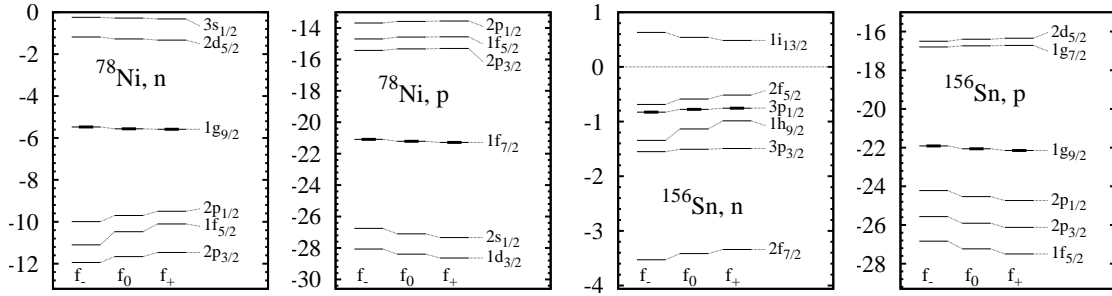 0
-2
-4
-6
-8
-10
-12
3s1/2
2d5/2
78Ni, n
1g9/2
2p1/2
1f5/2
2p3/2
f- f0 f+
-14
-16
-18
-20
-22
-24
-26
-28
-30
2p1/2
1f5/2
2p3/2
78Ni, p
1f7/2
2s1/2
1d3/2
f- f0 f+
1
0
-1
-2
-3
-4
1i13/2
2f5/2
3p1/2
1h9/2
3p3/2
156Sn, n
2f7/2
f- f0 f+
-16
-18
-20
-22
-24
-26
-28
2d5/2
1g7/2
156Sn, p
1g9/2
2p1/2
2p3/2
1f5/2
f- f0 f+